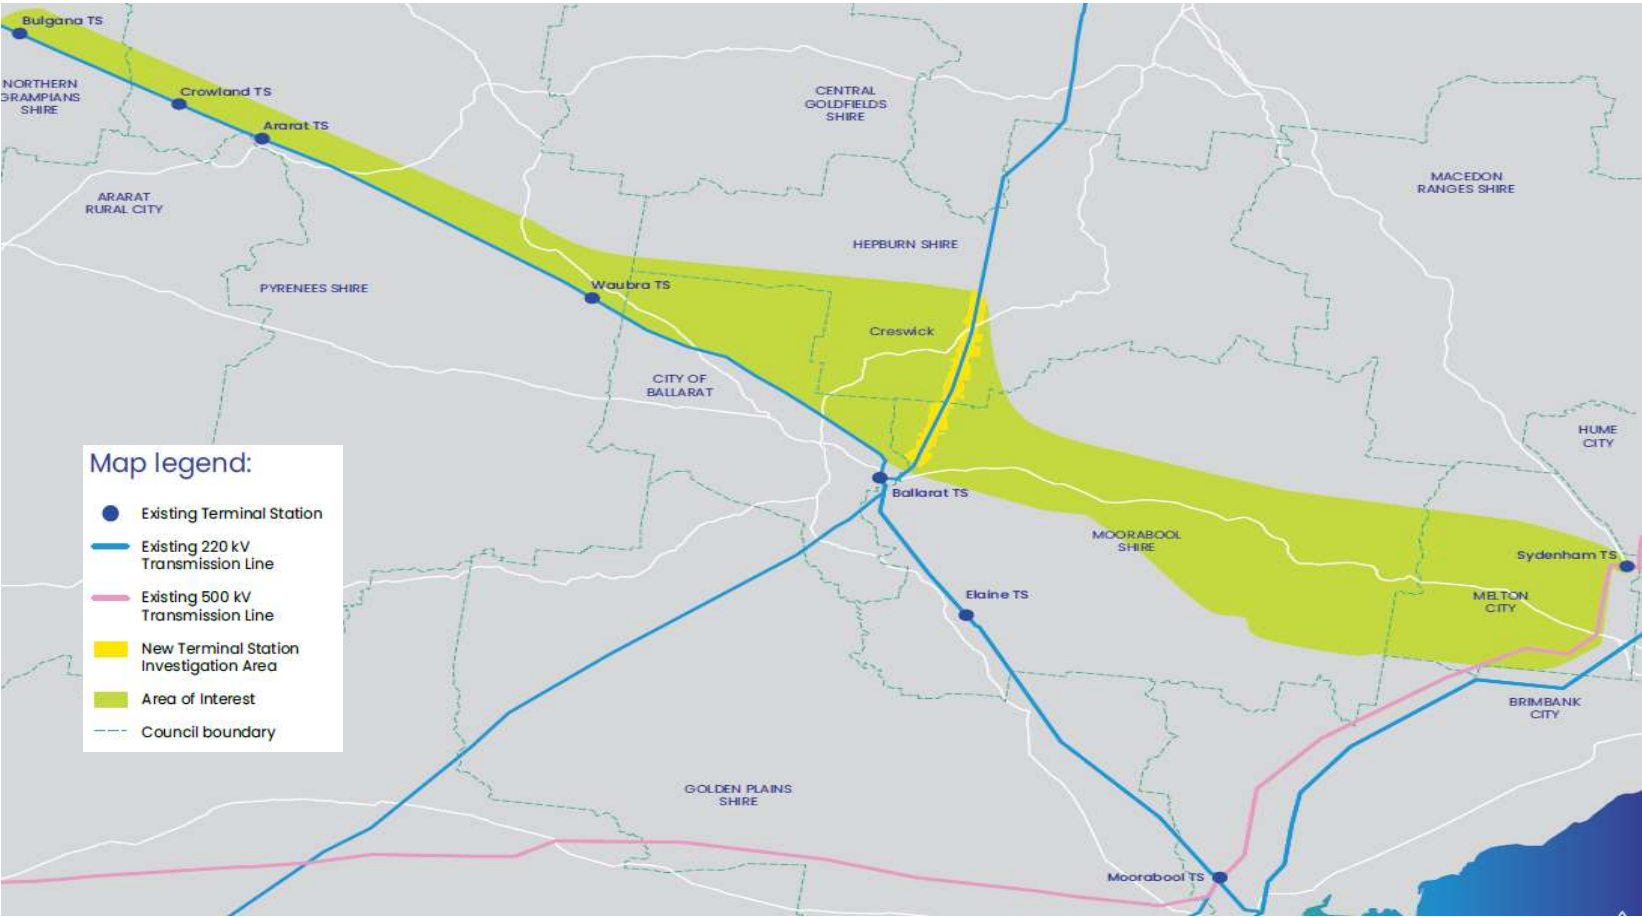 Bulgana TS
NORTHERN
GRAMPIANS
SHIRE
Crowland TS
Ararat TS
ARARAT
RURAL CITY
PYRENEES SHIRE
CENTRAL
GOLDFIELDS
SHIRE
MACEDON
RANGES SHIRE
HEPBURN SHIRE
Waubra TS
Creswick
CITY OF
BALLARAT
HUME
CITY
Ballarat TS
MOORABOOL
SHIRE
Sydenham TS
MELTON
CITY
Elaine TS
BRIMBANK
CITY
GOLDEN PLAINS
SHIRE
Moorabool TS
Map legend:
Existing Terminal Station
Existing 220 kV
Transmission Line
Existing 500 kV
Transmission Line
New Terminal Station
Investigation Area
Area of Interest
Council boundary